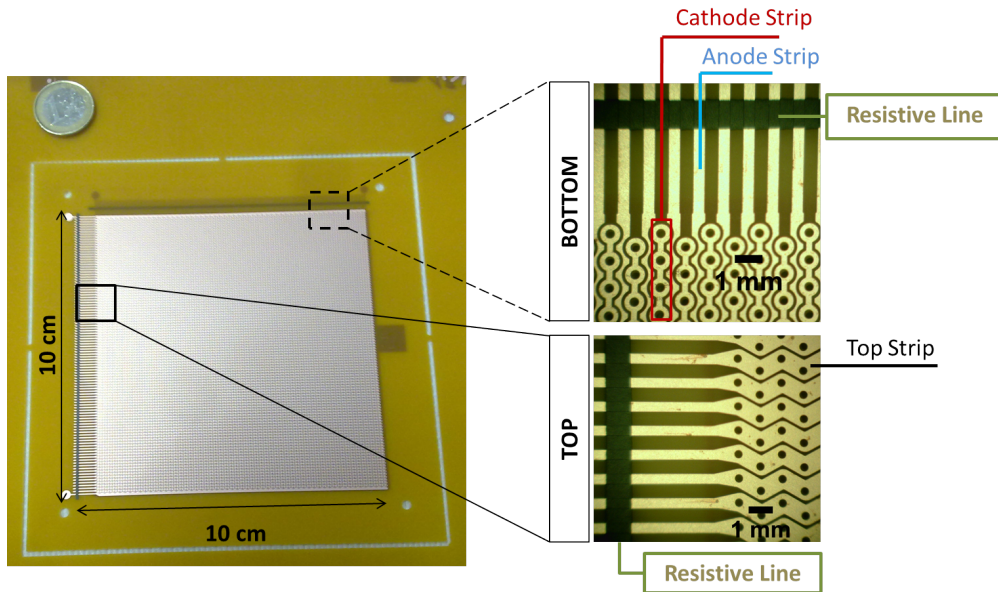 Cathode Strip
Anode Strip
Resistive Line
BOTTOM
1 mm
10 cm
10 cm
TOP
Top Strip
1 mm
Resistive Line